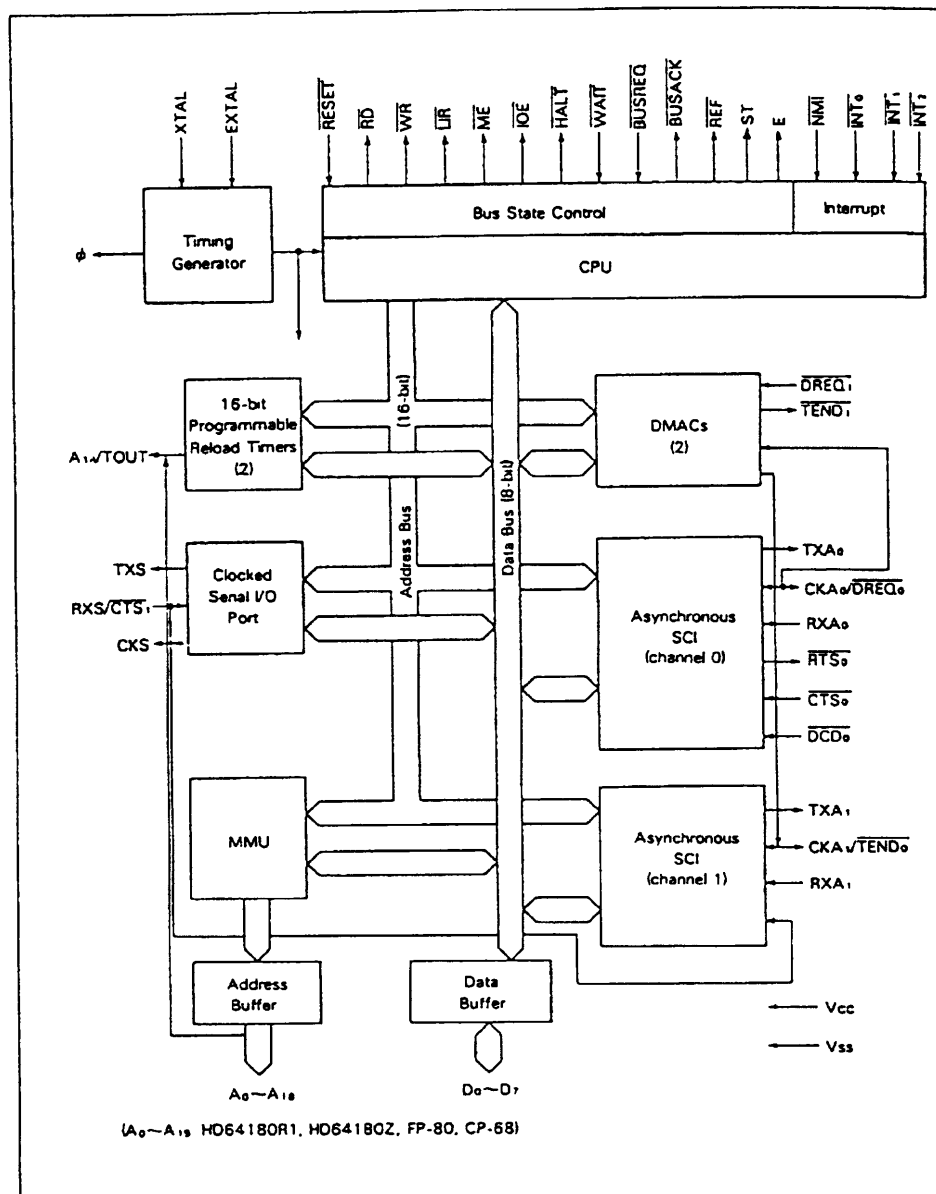 XTAL
EXTAL
RESET
RD
WR
LIR
ME
IOE
HALT
WAIT
BUSREQ
BUSACK
REF
ST
E
NMI
INT₀
INT₁
INT₂
Timing
Generator
φ
Bus State Control
Interrupt
CPU
16-bit
Programmable
Reload Timers
(2)
A₁₈/TOUT
(16-bit)
Address Bus
Data Bus (8-bit)
DMACs
(2)
DREQ₁
TEND₁
TXS
RXS/CTS₁
CKS
Clocked
Serial I/O
Port
Asynchronous
SCI
(channel 0)
TXA₀
CKA₀/DREQ₀
RXA₀
RTS₀
CTS₀
DCD₀
MMU
Asynchronous
SCI
(channel 1)
TXA₁
CKA₁/TEND₀
RXA₁
Address
Buffer
Data
Buffer
Vcc
Vss
A₀~A₁₈
D₀~D₇
(A₀~A₁₉ HD64180R1, HD64180Z, FP-80, CP-68)